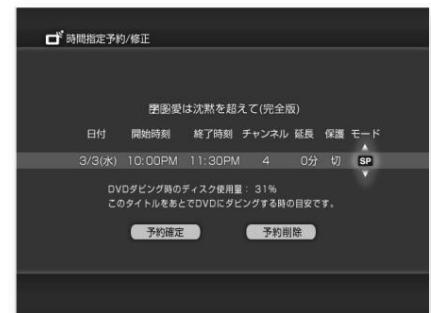 時間指定予約/修正
愛は沈黙を超えて(完全版)
日付 開始時刻 終了時刻 チャンネル 延長 保護 モード
3/3(水) 10:00PM 11:30PM 4 0分 切 SP
DVDダビング時のディスク使用量： 31%
このタイトルをあとでDVDにダビングする時の目安です。
予約確定 予約削除